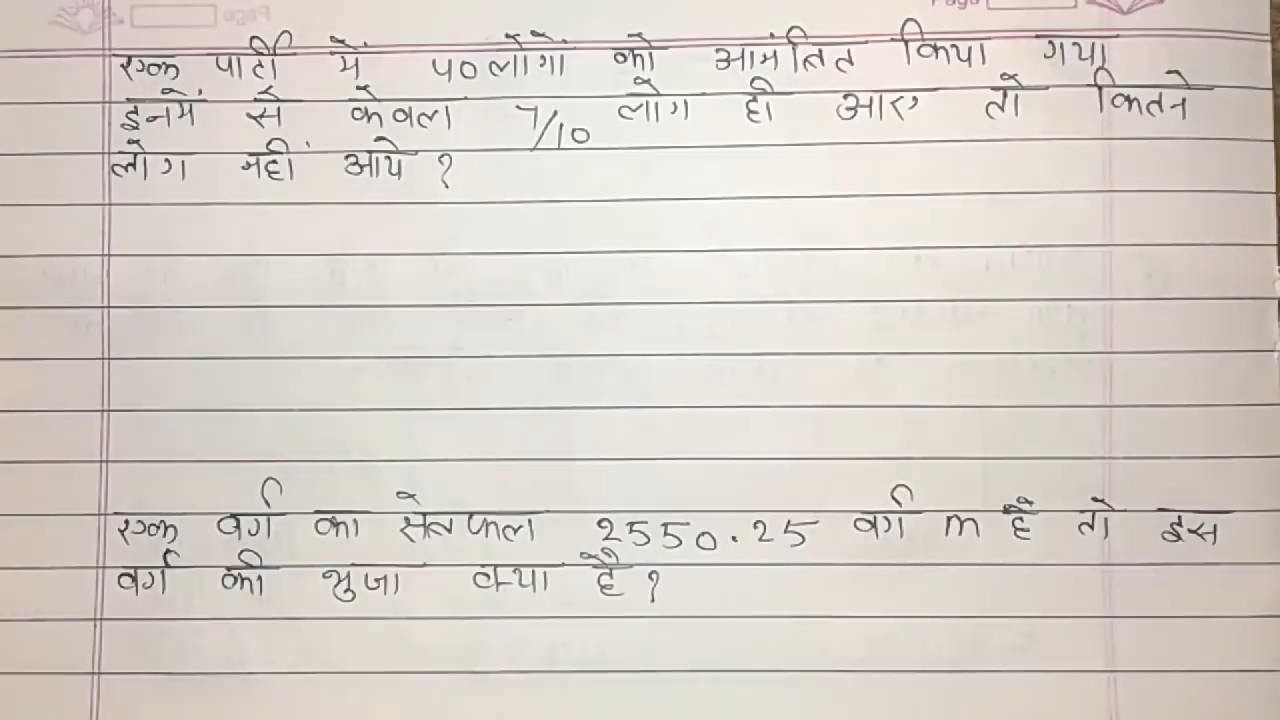 एक पार्टी में 40 लोगों को आमंत्रित किया गया
इनमें से केवल 7/10 लोग ही आए तो कितने
लोग नहीं आये ?
एक वर्ग का क्षेत्रफल 2550.25 वर्ग m है तो इस
वर्ग की भुजा क्या है ?